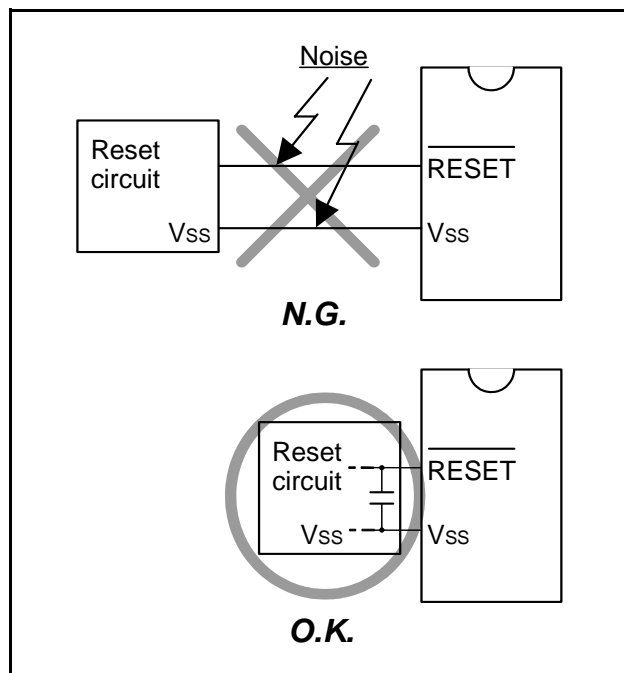 Noise
Reset
circuit
RESET
Vss
Vss
N.G.
Reset
circuit
RESET
Vss
Vss
O.K.